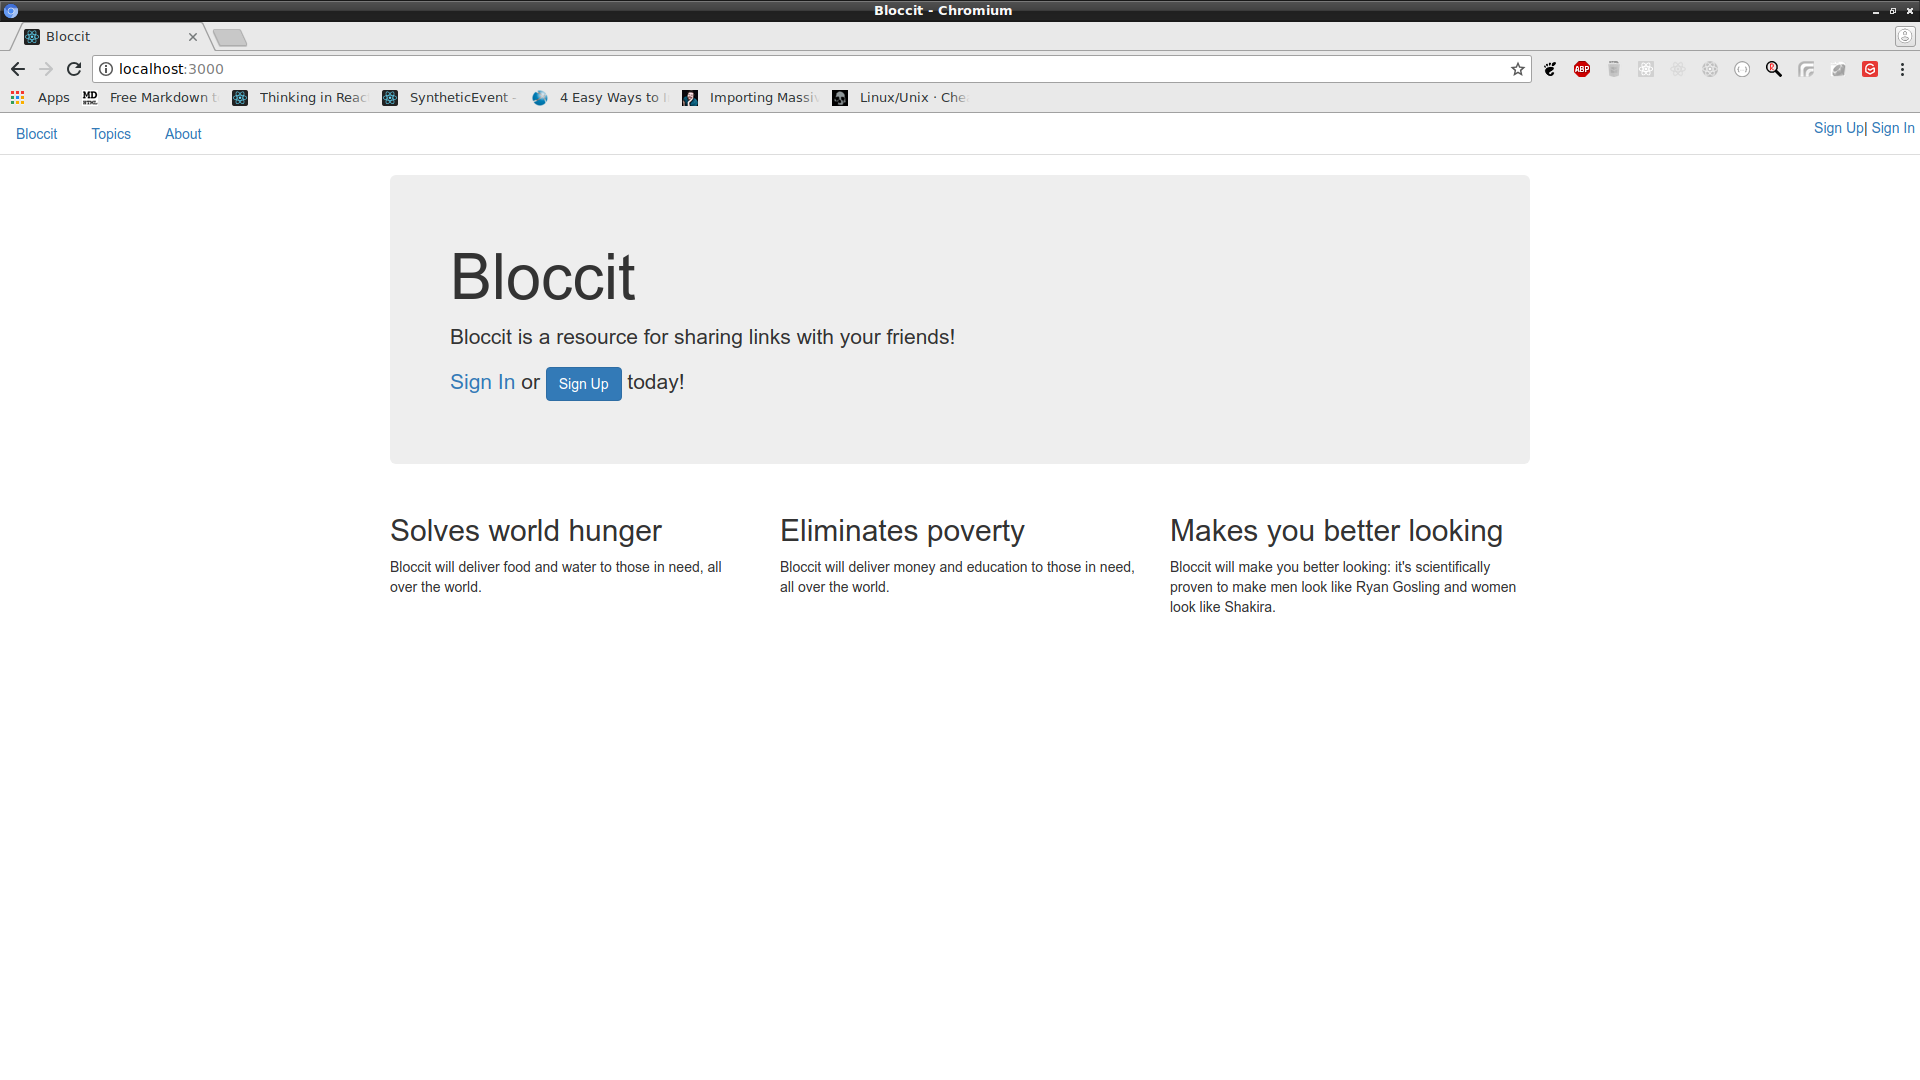 Bloccit - Chromium
Bloccit
localhost:3000
ABP
Apps
MD HTML Free Markdown t
Thinking in Reac
SyntheticEvent -
4 Easy Ways to
Importing Massiv
Linux/Unix · Che
Bloccit Topics About
Sign Up| Sign In
Bloccit
Bloccit is a resource for sharing links with your friends!
Sign In or Sign Up today!
Solves world hunger
Bloccit will deliver food and water to those in need, all
over the world.
Eliminates poverty
Bloccit will deliver money and education to those in need,
all over the world.
Makes you better looking
Bloccit will make you better looking: it's scientifically
proven to make men look like Ryan Gosling and women
look like Shakira.